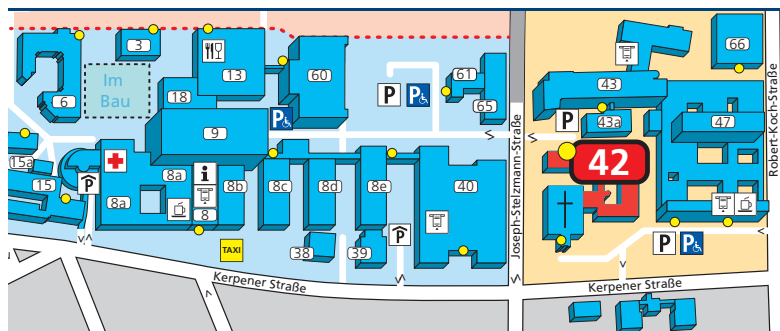 3
13
60
61
65
66
6
Im
Bau
18
P
P
43
Robert-Koch-Straße
9
P
43a
47
15a
15
P
8a
8a
i
8
8b
8c
8d
8e
40
Joseph-Stelzmann-Straße
42
P
TAXI
38
39
P
P
Kerpener Straße
Kerpener Straße